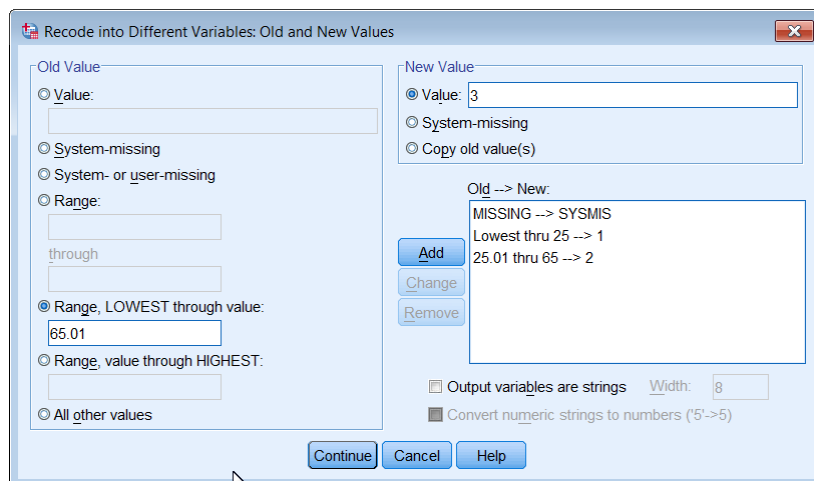 Recode into Different Variables: Old and New Values
Old Value
Value:
System-missing
System- or user-missing
Range:
through
Range, LOWEST through value:
65.01
Range, value through HIGHEST:
All other values
New Value
Value: 3
System-missing
Copy old value(s)
Old --> New:
MISSING --> SYSMIS
Lowest thru 25 --> 1
25.01 thru 65 --> 2
Add
Change
Remove
Output variables are strings Width: 8
Convert numeric strings to numbers ('5'->5)
Continue Cancel Help